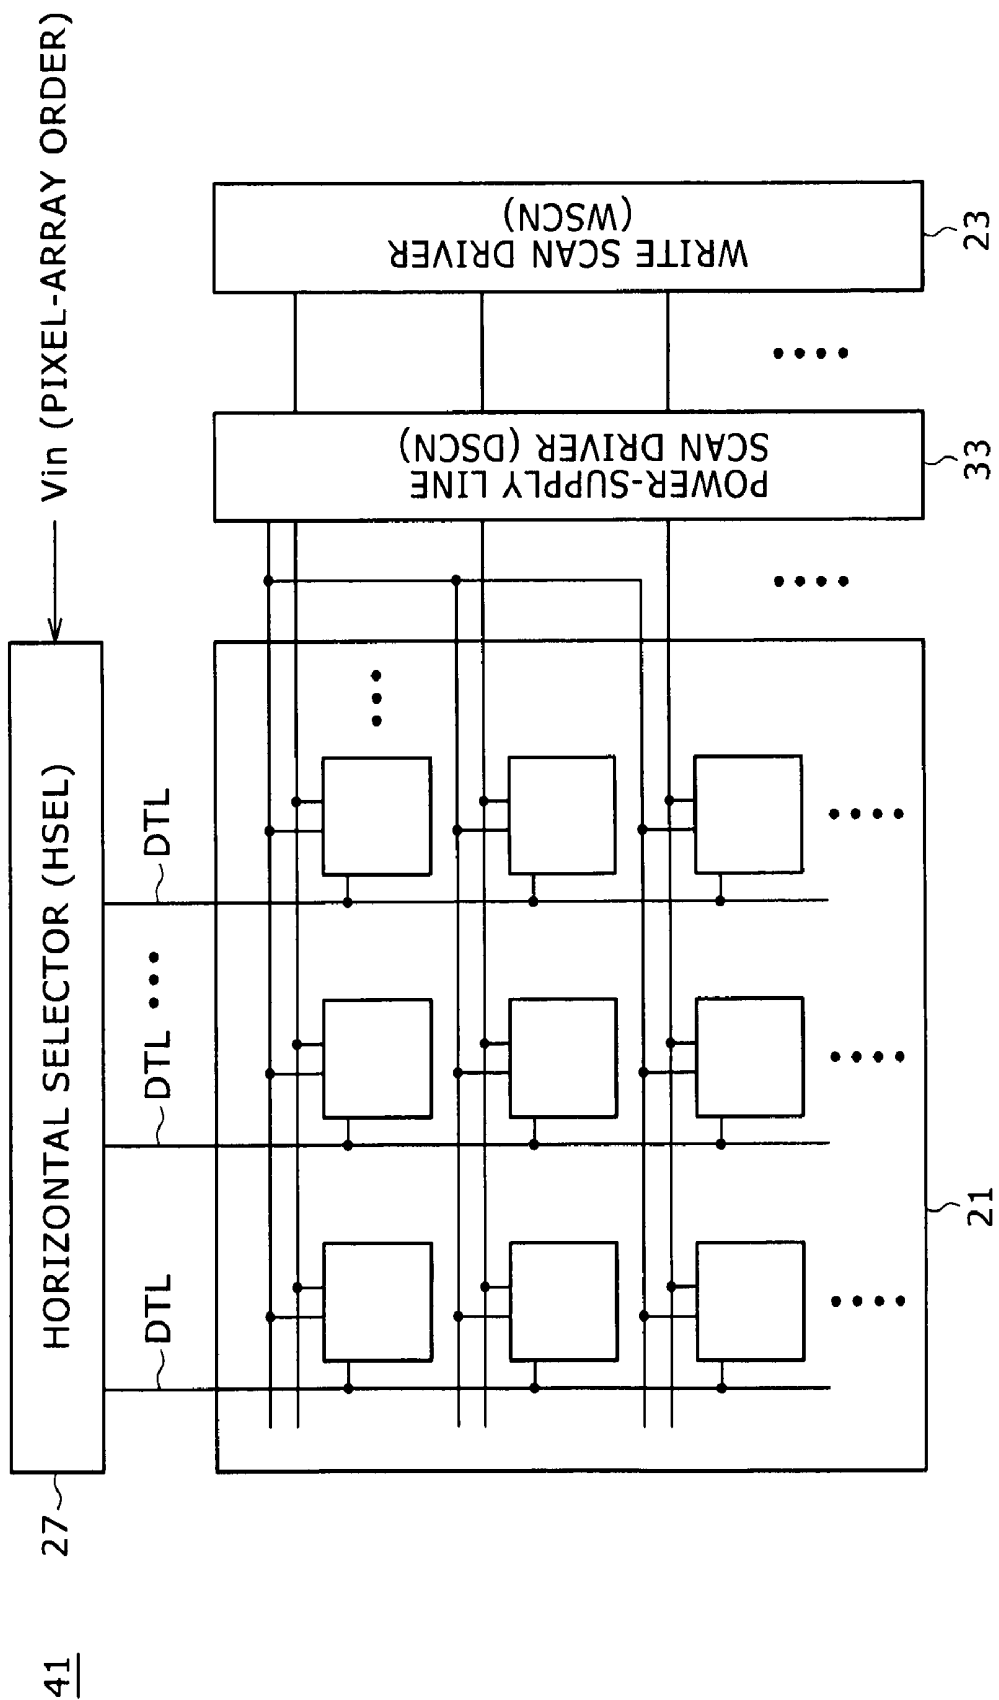 41
27
HORIZONTAL SELECTOR (HSEL)
Vin (PIXEL-ARRAY ORDER)
DTL
DTL
DTL
21
POWER-SUPPLY LINE
SCAN DRIVER (DSCN)
33
WRITE SCAN DRIVER
(WSCN)
23